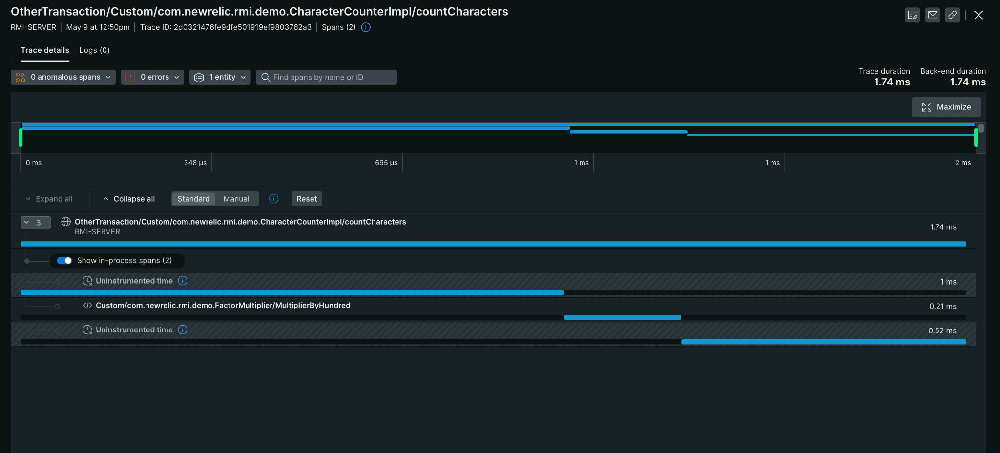 OtherTransaction/Custom/com.newrelic.rmi.demo.CharacterCounterImpl/countCharacters
RMI-SERVER | May 9 at 12:50pm | Trace ID: 2d0321476fe9dfe501919ef9803762a3 | Spans (2)
Trace details Logs (0)
0 anomalous spans 0 errors 1 entity Find spans by name or ID
Trace duration Back-end duration
1.74 ms 1.74 ms
Maximize
0 ms 348 µs 695 µs 1 ms 1 ms 2 ms
Expand all Collapse all Standard Manual Reset
3 OtherTransaction/Custom/com.newrelic.rmi.demo.CharacterCounterImpl/countCharacters
RMI-SERVER
1.74 ms
Show in-process spans (2)
Uninstrumented time 1 ms
Custom/com.newrelic.rmi.demo.FactorMultiplier/MultiplierByHundred 0.21 ms
Uninstrumented time 0.52 ms